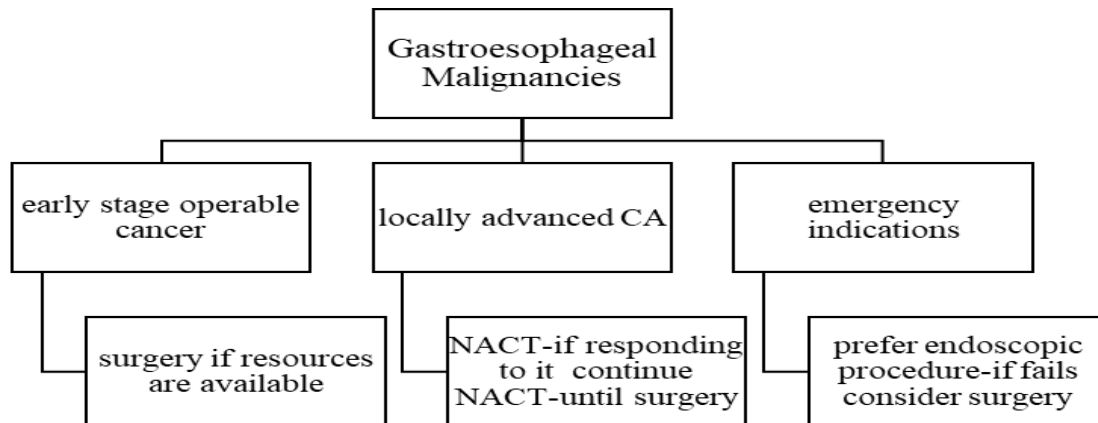 Gastroesophageal
Malignancies
early stage operable
cancer
locally advanced CA
emergency
indications
surgery if resources
are available
NACT-if responding
to it continue
NACT-until surgery
prefer endoscopic
procedure-if fails
consider surgery